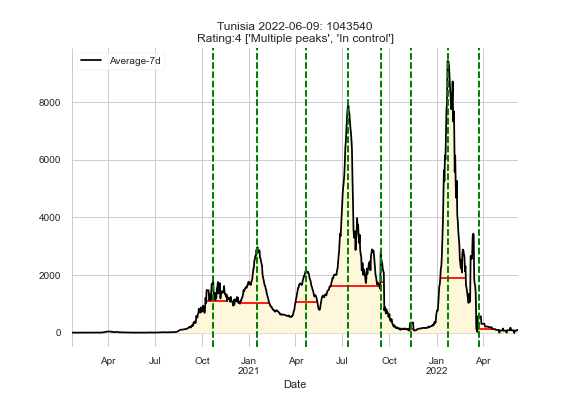 Tunisia 2022-06-09: 1043540
Rating:4 ['Multiple peaks', 'In control']
Average-7d
8000
6000
4000
2000
0
Apr
Jul
Oct
Jan
2021
Apr
Jul
Oct
Jan
2022
Apr
Date